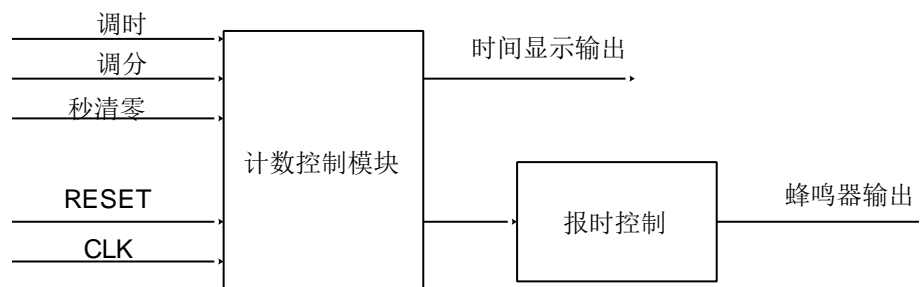 调时
调分
秒清零
RESET
CLK
计数控制模块
时间显示输出
报时控制
蜂鸣器输出